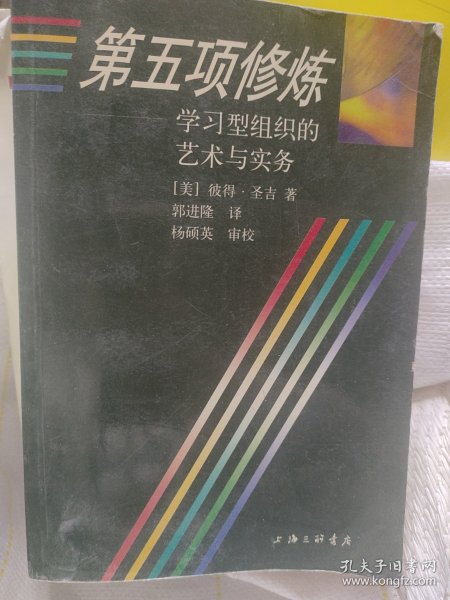 第五项修炼
学习型组织的
艺术与实务
[美] 彼得·圣吉 著
郭进隆 译
杨硕英 审校
上海三联书店
孔夫子旧书网
www.kongfz.com